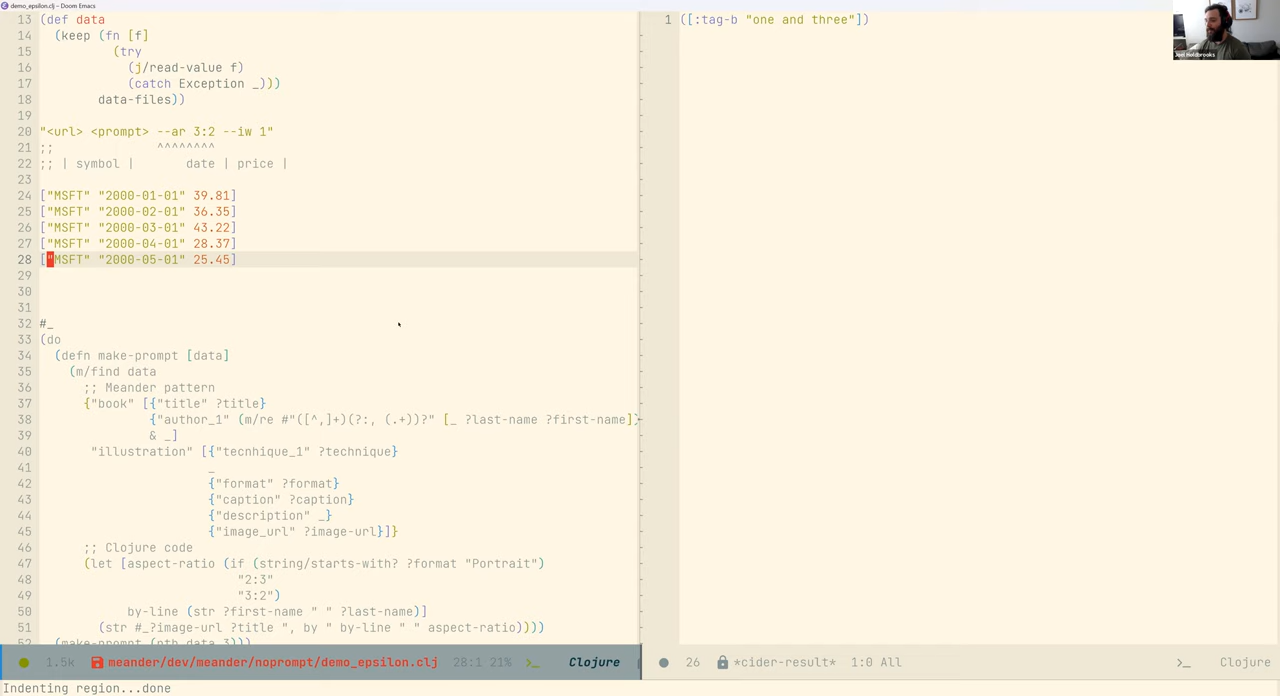 demo_epsilon.clj – Doom Emacs
13 (def data
14   (keep (fn [f]
15           (try
16             (j/read-value f)
17             (catch Exception _)))
18         data-files))
19
20 "<url> <prompt> --ar 3:2 --iw 1"
21 ;;              ^^^^^^^^
22 ;; | symbol |       date | price |
23
24 ["MSFT" "2000-01-01" 39.81]
25 ["MSFT" "2000-02-01" 36.35]
26 ["MSFT" "2000-03-01" 43.22]
27 ["MSFT" "2000-04-01" 28.37]
28 ["MSFT" "2000-05-01" 25.45]
29
30
31
32 #_
33 (do
34   (defn make-prompt [data]
35     (m/find data
36       ;; Meander pattern
37       {"book" [{"title" ?title}
38                {"author_1" (m/re #"([^,]+)(?:, (.+))?" [_ ?last-name ?first-name])
39                & _]
40        "illustration" [{"tecnhique_1" ?technique}
41                        _
42                        {"format" ?format}
43                        {"caption" ?caption}
44                        {"description" _}
45                        {"image_url" ?image-url}]}
46       ;; Clojure code
47       (let [aspect-ratio (if (string/starts-with? ?format "Portrait")
48                            "2:3"
49                            "3:2")
50             by-line (str ?first-name " " ?last-name)]
51         (str #_?image-url ?title ", by " by-line " " aspect-ratio))))
52   (make-prompt (nth data 3)))
1.5k meander/dev/meander/noprompt/demo_epsilon.clj 28:1 21% >_ Clojure
1 ([:tag-b "one and three"])
Joel Holdbrooks
26 *cider-result* 1:0 All >_ Clojure
Indenting region...done